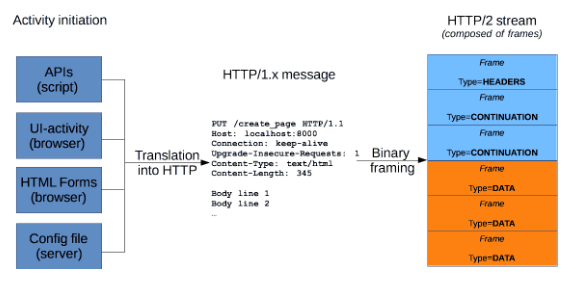 Activity initiation
APIs
(script)
UI-activity
(browser)
HTML Forms
(browser)
Config file
(server)
Translation
into HTTP
HTTP/1.x message
PUT /create_page HTTP/1.1
Host: localhost:8000
Connection: keep-alive
Upgrade-Insecure-Requests: 1
Content-Type: text/html
Content-Length: 345
Body line 1
Body line 2
…
Binary
framing
HTTP/2 stream
(composed of frames)
Frame
Type=HEADERS
Frame
Type=CONTINUATION
Frame
Type=CONTINUATION
Frame
Type=DATA
Frame
Type=DATA
Frame
Type=DATA